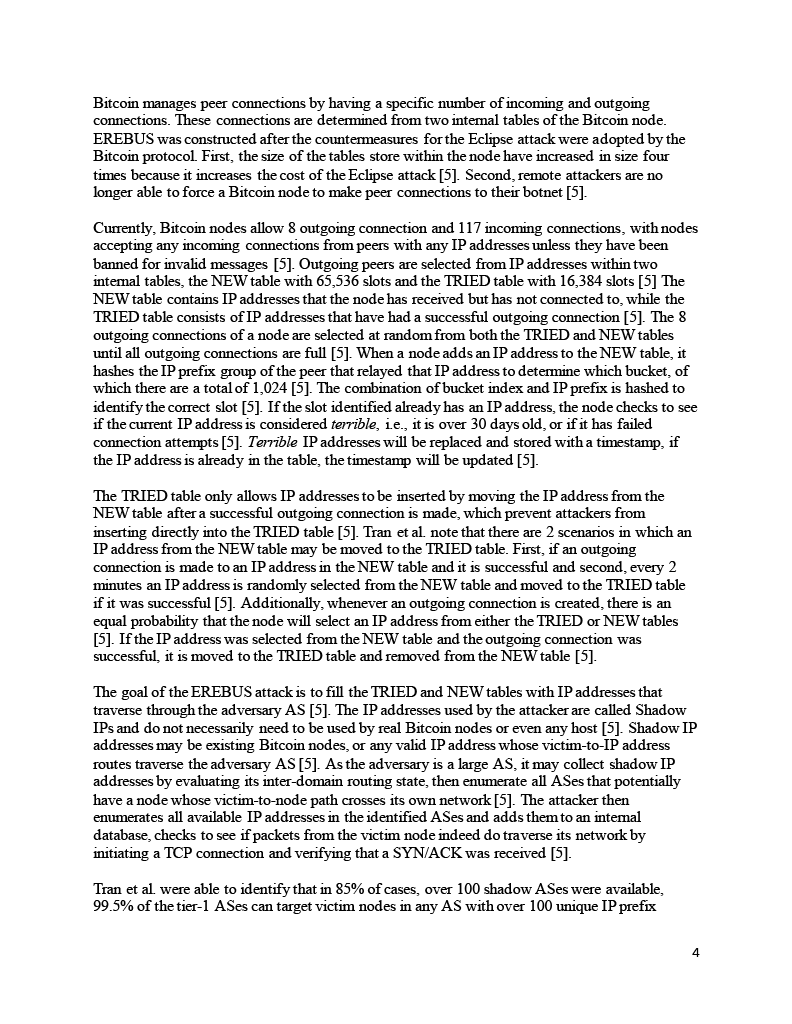 Bitcoin manages peer connections by having a specific number of incoming and outgoing
connections. These connections are determined from two internal tables of the Bitcoin node.
EREBUS was constructed after the countermeasures for the Eclipse attack were adopted by the
Bitcoin protocol. First, the size of the tables store within the node have increased in size four
times because it increases the cost of the Eclipse attack [5]. Second, remote attackers are no
longer able to force a Bitcoin node to make peer connections to their botnet [5].
Currently, Bitcoin nodes allow 8 outgoing connection and 117 incoming connections, with nodes
accepting any incoming connections from peers with any IP addresses unless they have been
banned for invalid messages [5]. Outgoing peers are selected from IP addresses within two
internal tables, the NEW table with 65,536 slots and the TRIED table with 16,384 slots [5] The
NEW table contains IP addresses that the node has received but has not connected to, while the
TRIED table consists of IP addresses that have had a successful outgoing connection [5]. The 8
outgoing connections of a node are selected at random from both the TRIED and NEW tables
until all outgoing connections are full [5]. When a node adds an IP address to the NEW table, it
hashes the IP prefix group of the peer that relayed that IP address to determine which bucket, of
which there are a total of 1,024 [5]. The combination of bucket index and IP prefix is hashed to
identify the correct slot [5]. If the slot identified already has an IP address, the node checks to see
if the current IP address is considered terrible, i.e., it is over 30 days old, or if it has failed
connection attempts [5]. Terrible IP addresses will be replaced and stored with a timestamp, if
the IP address is already in the table, the timestamp will be updated [5].
The TRIED table only allows IP addresses to be inserted by moving the IP address from the
NEW table after a successful outgoing connection is made, which prevent attackers from
inserting directly into the TRIED table [5]. Tran et al. note that there are 2 scenarios in which an
IP address from the NEW table may be moved to the TRIED table. First, if an outgoing
connection is made to an IP address in the NEW table and it is successful and second, every 2
minutes an IP address is randomly selected from the NEW table and moved to the TRIED table
if it was successful [5]. Additionally, whenever an outgoing connection is created, there is an
equal probability that the node will select an IP address from either the TRIED or NEW tables
[5]. If the IP address was selected from the NEW table and the outgoing connection was
successful, it is moved to the TRIED table and removed from the NEW table [5].
The goal of the EREBUS attack is to fill the TRIED and NEW tables with IP addresses that
traverse through the adversary AS [5]. The IP addresses used by the attacker are called Shadow
IPs and do not necessarily need to be used by real Bitcoin nodes or even any host [5]. Shadow IP
addresses may be existing Bitcoin nodes, or any valid IP address whose victim-to-IP address
routes traverse the adversary AS [5]. As the adversary is a large AS, it may collect shadow IP
addresses by evaluating its inter-domain routing state, then enumerate all ASes that potentially
have a node whose victim-to-node path crosses its own network [5]. The attacker then
enumerates all available IP addresses in the identified ASes and adds them to an internal
database, checks to see if packets from the victim node indeed do traverse its network by
initiating a TCP connection and verifying that a SYN/ACK was received [5].
Tran et al. were able to identify that in 85% of cases, over 100 shadow ASes were available,
99.5% of the tier-1 ASes can target victim nodes in any AS with over 100 unique IP prefix
4